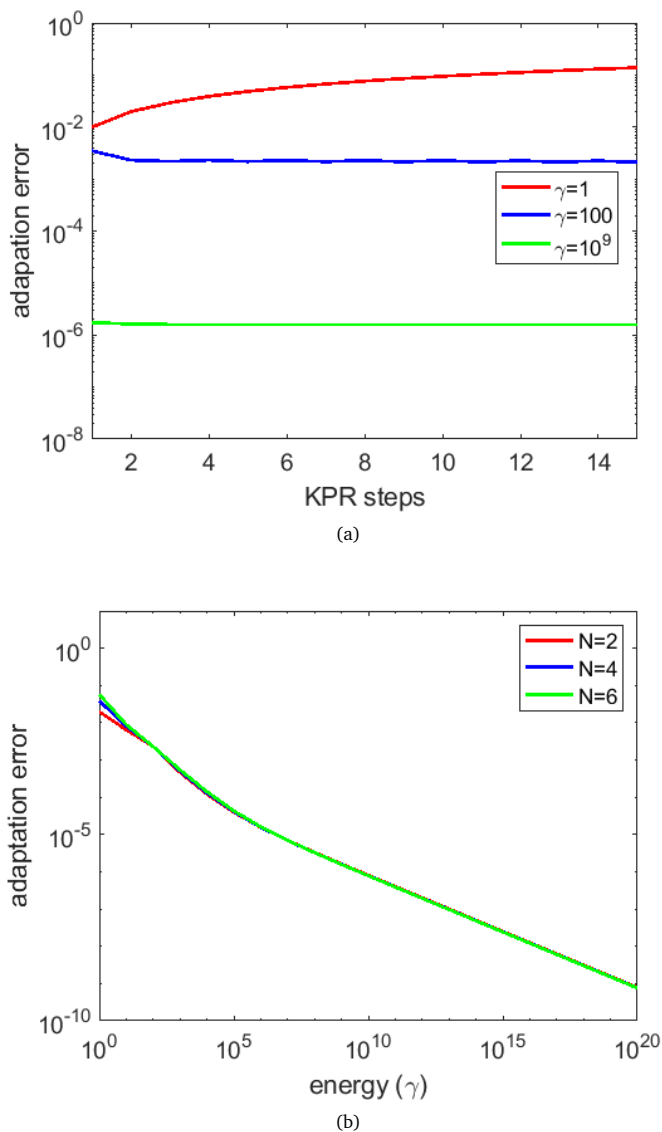 10^0
10^-2
10^-4
10^-6
10^-8
adapation error
γ=1
γ=100
γ=10^9
2 4 6 8 10 12 14
KPR steps
(a)
10^0
10^-5
10^-10
adaptation error
N=2
N=4
N=6
10^0 10^5 10^10 10^15 10^20
energy (γ)
(b)